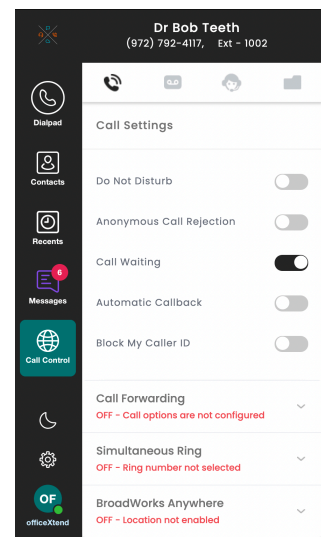 Dr Bob Teeth
(972) 792-4117, Ext - 1002
Dialpad
Contacts
Recents
6
Messages
Call Control
OF
officeXtend
Call Settings
Do Not Disturb
Anonymous Call Rejection
Call Waiting
Automatic Callback
Block My Caller ID
Call Forwarding
OFF - Call options are not configured
Simultaneous Ring
OFF - Ring number not selected
BroadWorks Anywhere
OFF - Location not enabled